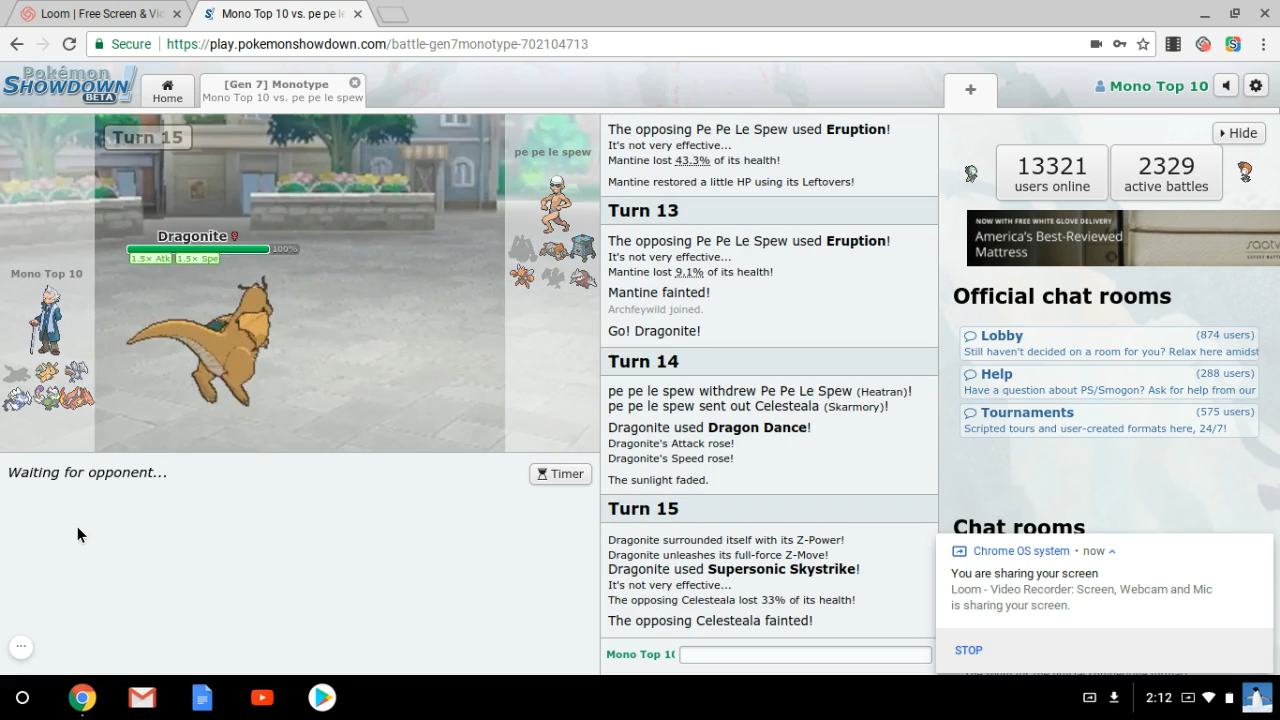 Loom | Free Screen & Vi
Mono Top 10 vs. pe pe le
Secure
https://play.pokemonshowdown.com/battle-gen7monotype-702104713
Pokémon
SHOWDOWN!
BETA
Home
[Gen 7] Monotype
Mono Top 10 vs. pe pe le spew
+
Mono Top 10
Turn 15
pe pe le spew
Dragonite
100%
1.5× Atk 1.5× Spe
Mono Top 10
Waiting for opponent...
Timer
The opposing Pe Pe Le Spew used Eruption!
It's not very effective...
Mantine lost 43.3% of its health!
Mantine restored a little HP using its Leftovers!
Turn 13
The opposing Pe Pe Le Spew used Eruption!
It's not very effective...
Mantine lost 9.1% of its health!
Mantine fainted!
Archfeywild joined.
Go! Dragonite!
Turn 14
pe pe le spew withdrew Pe Pe Le Spew (Heatran)!
pe pe le spew sent out Celesteala (Skarmory)!
Dragonite used Dragon Dance!
Dragonite's Attack rose!
Dragonite's Speed rose!
The sunlight faded.
Turn 15
Dragonite surrounded itself with its Z-Power!
Dragonite unleashes its full-force Z-Move!
Dragonite used Supersonic Skystrike!
It's not very effective...
The opposing Celesteala lost 33% of its health!
The opposing Celesteala fainted!
Mono Top 10
Hide
13321
users online
2329
active battles
NOW WITH FREE WHITE GLOVE DELIVERY
America's Best-Reviewed
Mattress
saatv
Official chat rooms
Lobby
(874 users)
Still haven't decided on a room for you? Relax here amidst
Help
(288 users)
Have a question about PS/Smogon? Ask for help from our
Tournaments
(575 users)
Scripted tours and user-created formats here, 24/7!
Chat rooms
Chrome OS system • now
You are sharing your screen
Loom - Video Recorder: Screen, Webcam and Mic
is sharing your screen.
STOP
2:12